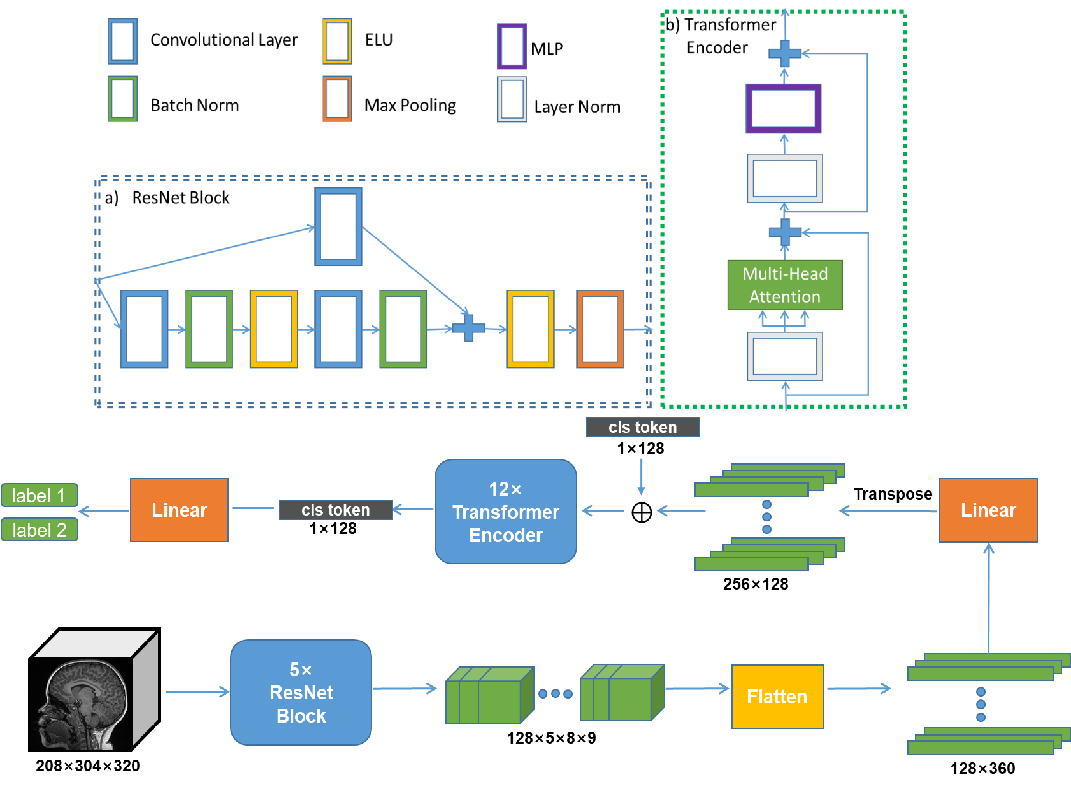 Convolutional Layer
ELU
MLP
Batch Norm
Max Pooling
Layer Norm
b) Transformer
Encoder
Multi-Head
Attention
a) ResNet Block
cls token
1×128
label 1
label 2
Linear
cls token
1×128
12×
Transformer
Encoder
256×128
Transpose
Linear
208×304×320
5×
ResNet
Block
128×5×8×9
Flatten
128×360